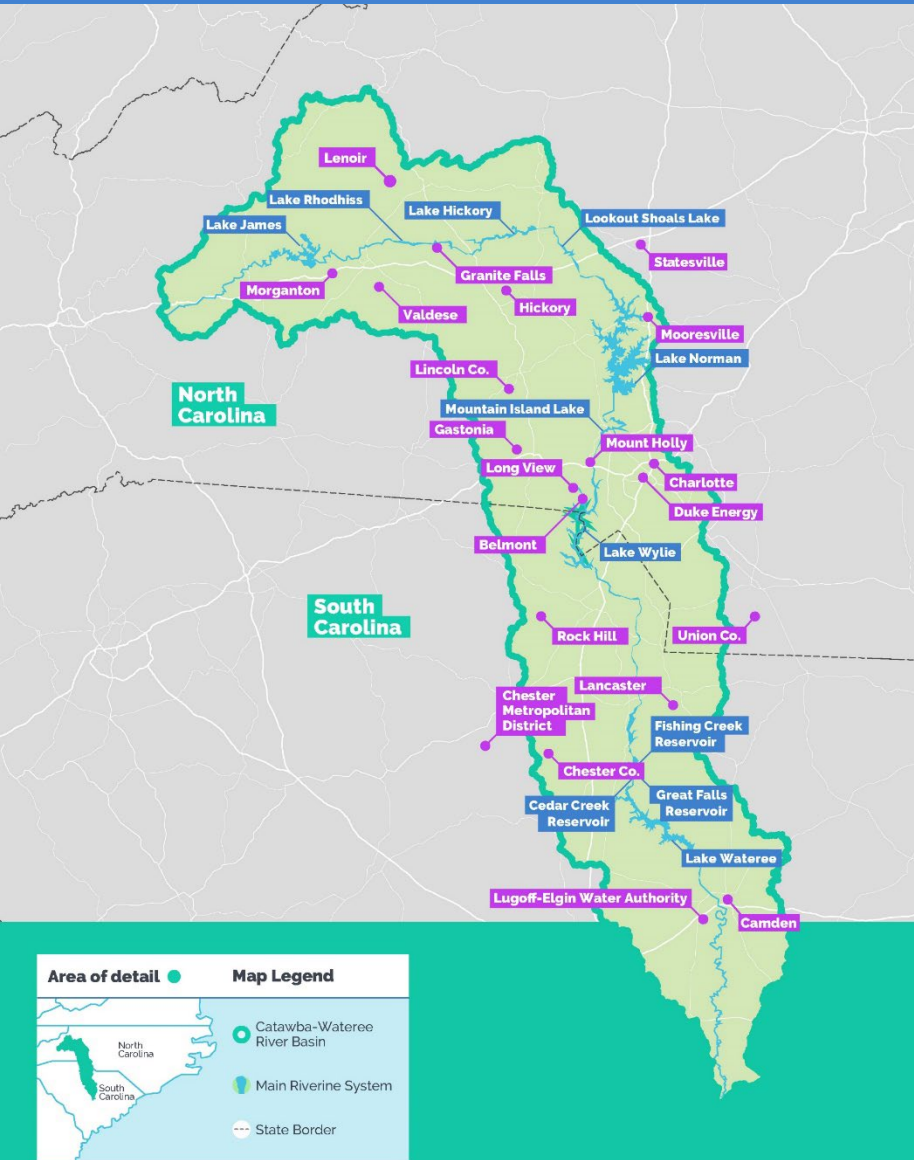 Lenoir
Lake Rhodhiss
Lake Hickory
Lookout Shoals Lake
Lake James
Statesville
Granite Falls
Morganton
Hickory
Valdese
Mooresville
Lake Norman
Lincoln Co.
North
Carolina
Mountain Island Lake
Gastonia
Mount Holly
Long View
Charlotte
Duke Energy
Belmont
Lake Wylie
South
Carolina
Rock Hill
Union Co.
Lancaster
Chester
Metropolitan
District
Fishing Creek
Reservoir
Chester Co.
Great Falls
Reservoir
Cedar Creek
Reservoir
Lake Wateree
Lugoff-Elgin Water Authority
Camden
Area of detail
Map Legend
North
Carolina
South
Carolina
Catawba-Wateree
River Basin
Main Riverine System
State Border